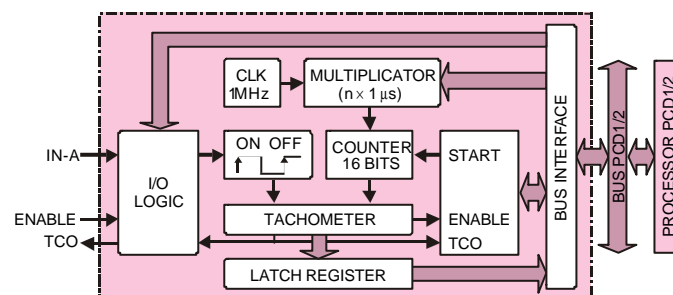 CLK
1MHz
MULTIPLICATOR
(n × 1 μs)
IN-A
ENABLE
TCO
I/O
LOGIC
ON OFF
COUNTER
16 BITS
START
ENABLE
TCO
TACHOMETER
LATCH REGISTER
BUS INTERFACE
BUS PCD1/2
PROCESSOR PCD1/2